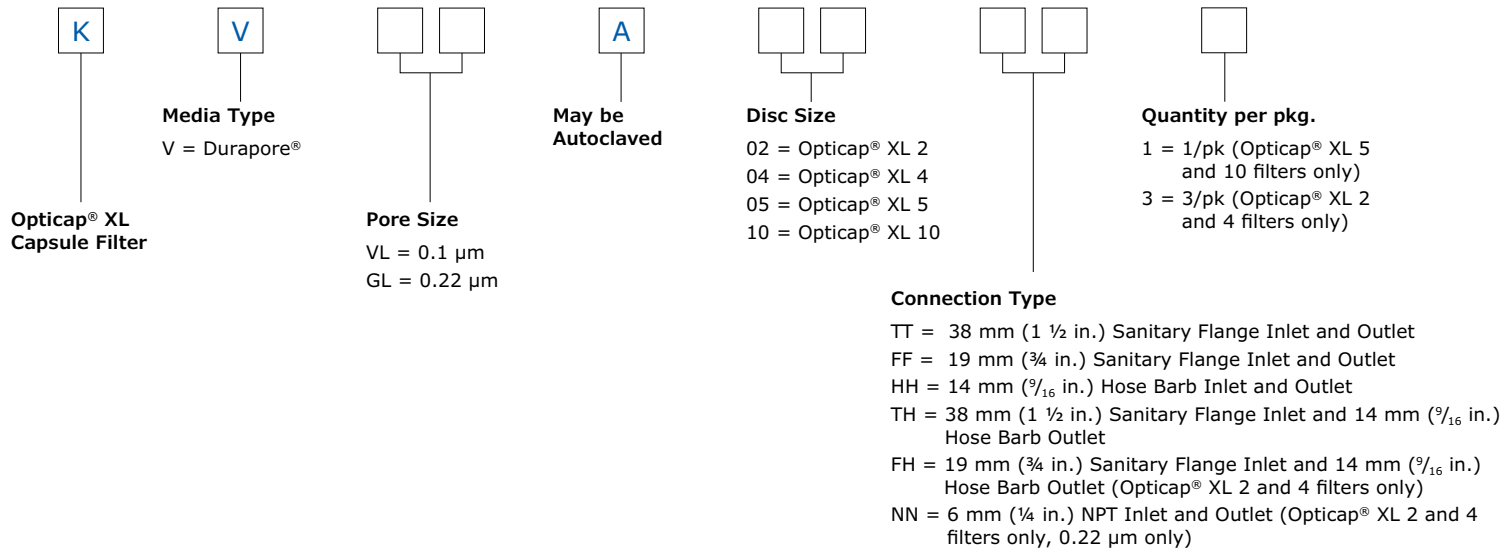 K V A
Media Type
V = Durapore®
May be
Autoclaved
Disc Size
02 = Opticap® XL 2
04 = Opticap® XL 4
05 = Opticap® XL 5
10 = Opticap® XL 10
Quantity per pkg.
1 = 1/pk (Opticap® XL 5
and 10 filters only)
3 = 3/pk (Opticap® XL 2
and 4 filters only)
Opticap® XL
Capsule Filter
Pore Size
VL = 0.1 µm
GL = 0.22 µm
Connection Type
TT = 38 mm (1 ½ in.) Sanitary Flange Inlet and Outlet
FF = 19 mm (¾ in.) Sanitary Flange Inlet and Outlet
HH = 14 mm (⁹/₁₆ in.) Hose Barb Inlet and Outlet
TH = 38 mm (1 ½ in.) Sanitary Flange Inlet and 14 mm (⁹/₁₆ in.)
Hose Barb Outlet
FH = 19 mm (¾ in.) Sanitary Flange Inlet and 14 mm (⁹/₁₆ in.)
Hose Barb Outlet (Opticap® XL 2 and 4 filters only)
NN = 6 mm (¼ in.) NPT Inlet and Outlet (Opticap® XL 2 and 4
filters only, 0.22 µm only)